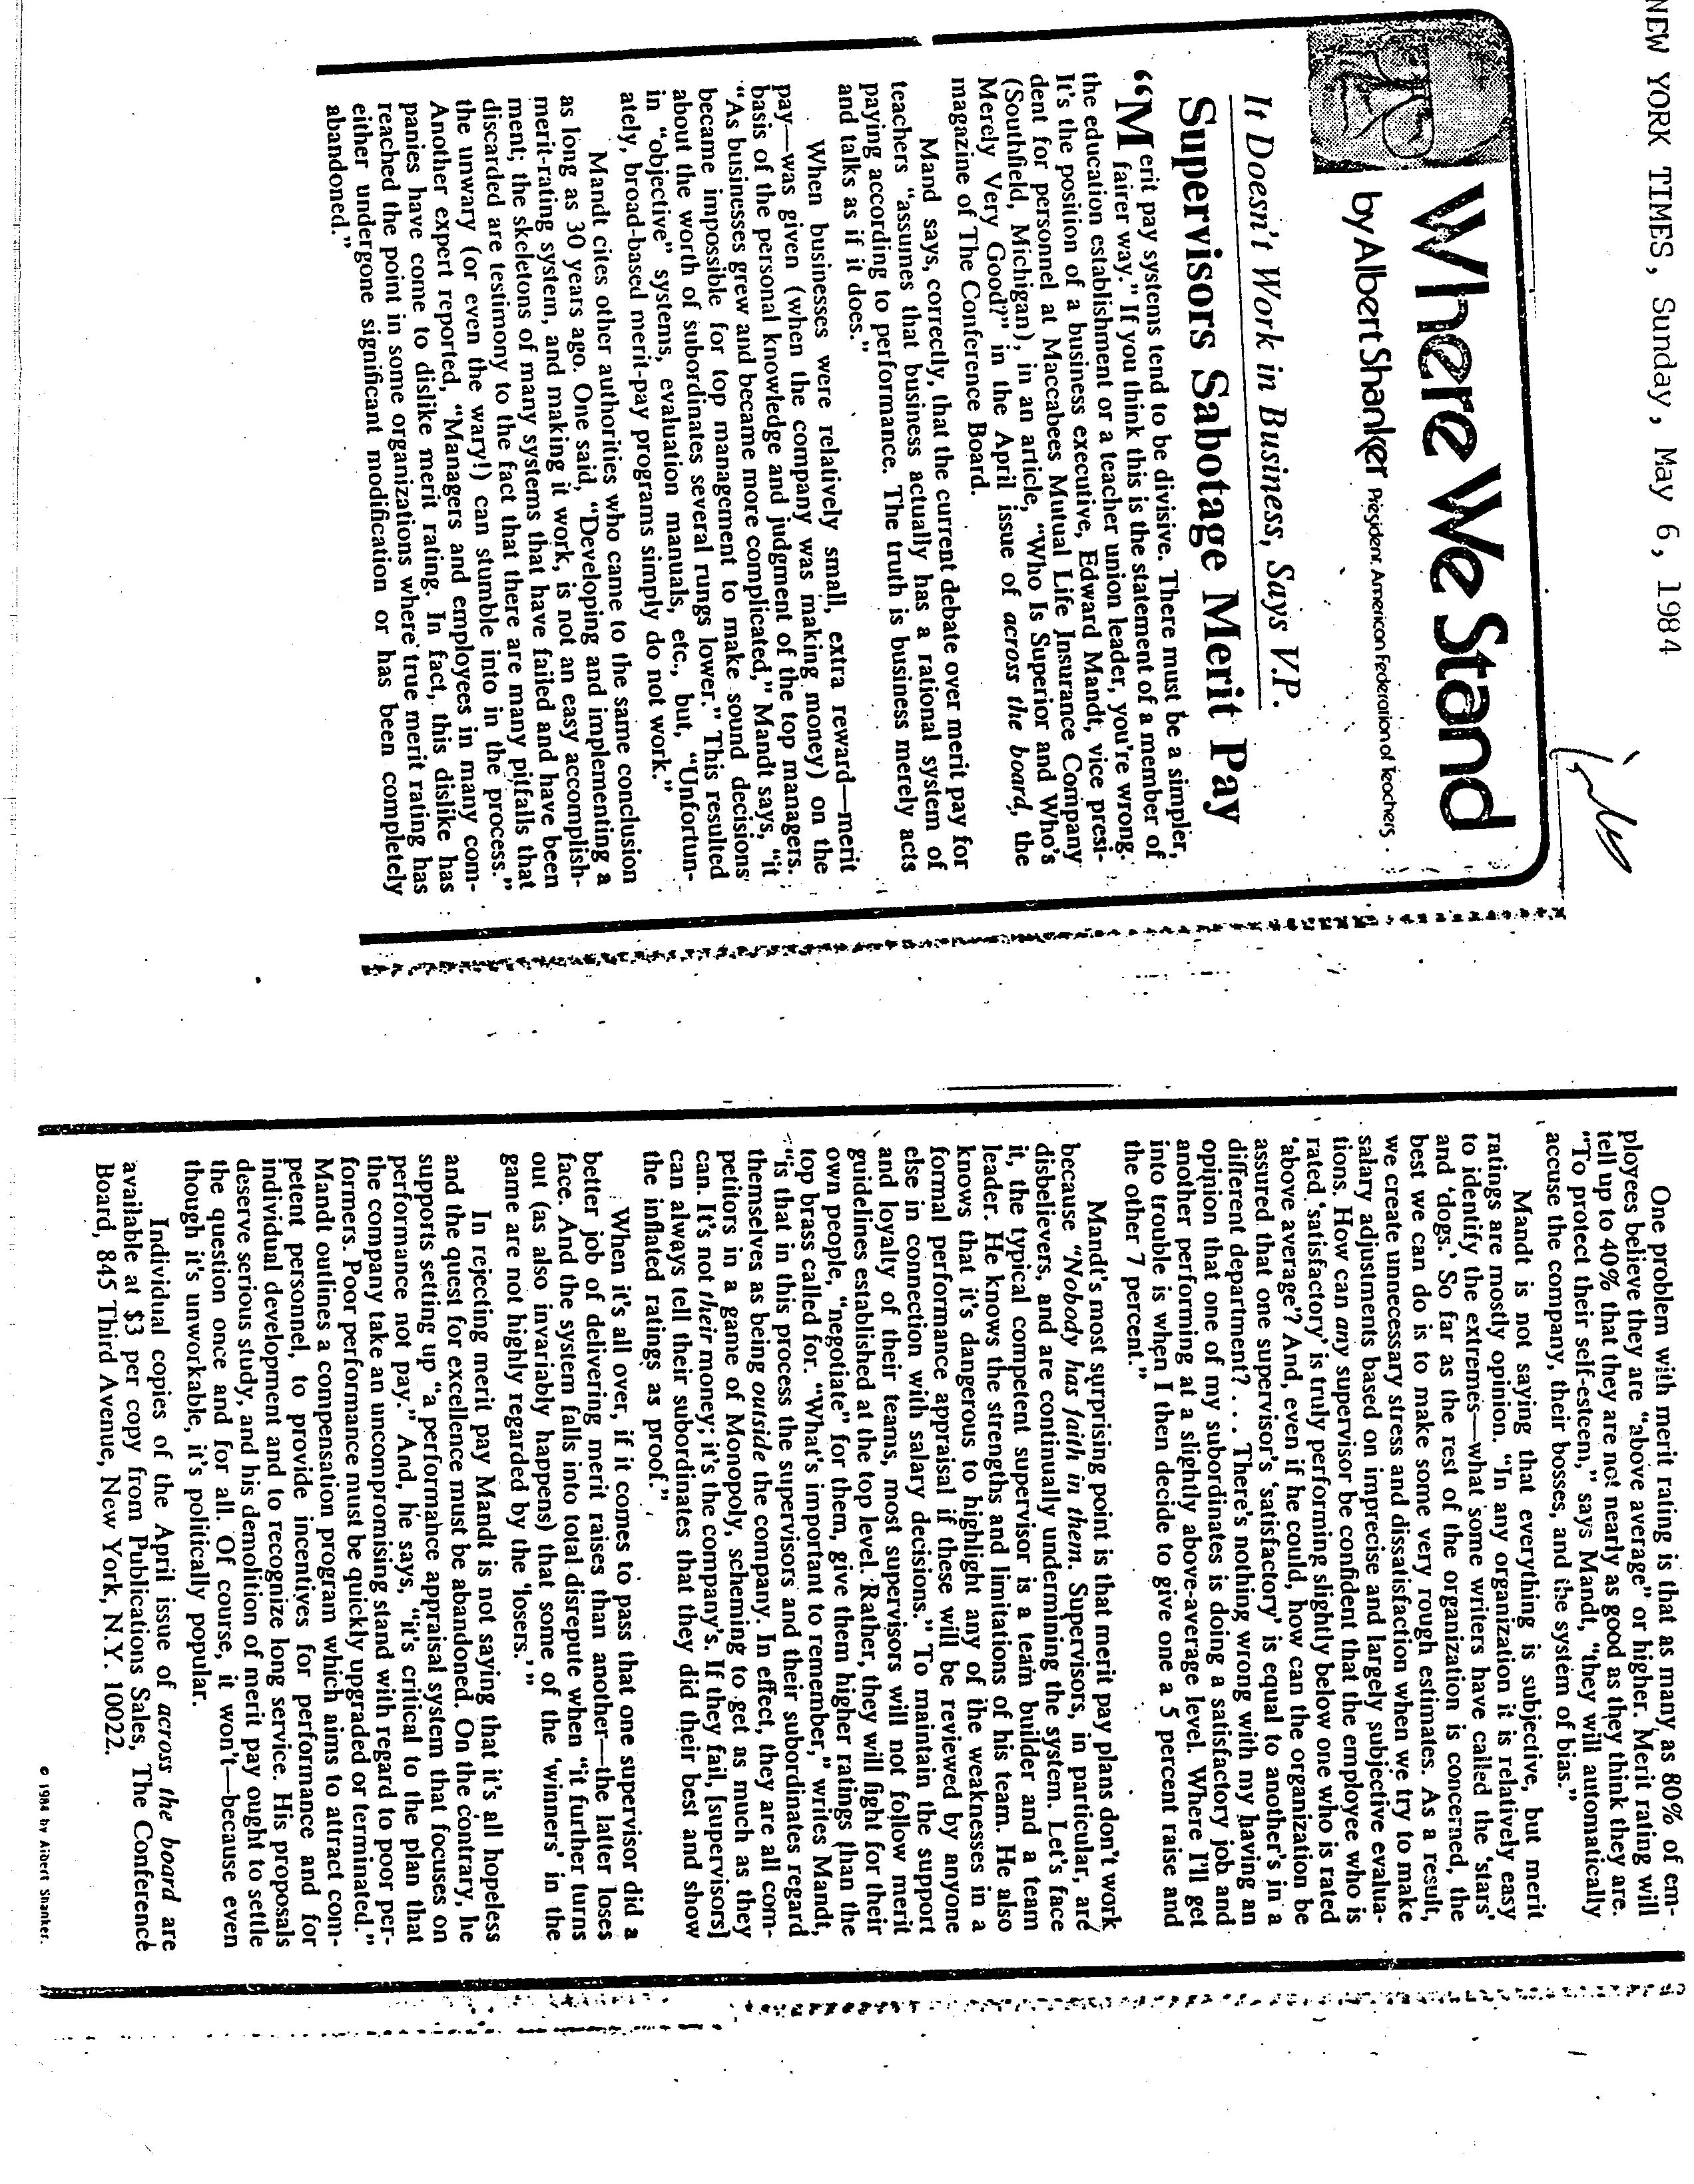 NEW YORK TIMES, Sunday, May 6, 1984
Where We Stand
by Albert Shanker President, American Federation of Teachers
It Doesn't Work in Business, Says V.P.
Supervisors Sabotage Merit Pay
“Merit pay systems tend to be divisive. There must be a simpler,
fairer way.” If you think this is the statement of a member of
the education establishment or a teacher union leader, you're wrong.
It's the position of a business executive, Edward Mandt, vice presi-
dent for personnel at Maccabees Mutual Life Insurance Company
(Southfield, Michigan), in an article, “Who Is Superior and Who's
Merely Very Good?” in the April issue of across the board, the
magazine of The Conference Board.
Mand says, correctly, that the current debate over merit pay for
teachers “assumes that business actually has a rational system of
paying according to performance. The truth is business merely acts
and talks as if it does.”
When businesses were relatively small, extra reward—merit
pay—was given (when the company was making money) on the
basis of the personal knowledge and judgment of the top managers.
“As businesses grew and became more complicated,” Mandt says, “it
became impossible for top management to make sound decisions
about the worth of subordinates several rungs lower.” This resulted
in “objective” systems, evaluation manuals, etc., but, “Unfortun-
ately, broad-based merit-pay programs simply do not work.”
Mandt cites other authorities who came to the same conclusion
as long as 30 years ago. One said, “Developing and implementing a
merit-rating system, and making it work, is not an easy accomplish-
ment; the skeletons of many systems that have failed and have been
discarded are testimony to the fact that there are many pitfalls that
the unwary (or even the wary!) can stumble into in the process.”
Another expert reported, “Managers and employees in many com-
panies have come to dislike merit rating. In fact, this dislike has
reached the point in some organizations where true merit rating has
either undergone significant modification or has been completely
abandoned.”
One problem with merit rating is that as many as 80% of em-
ployees believe they are “above average” or higher. Merit rating will
tell up to 40% that they are not nearly as good as they think they are.
“To protect their self-esteem,” says Mandt, “they will automatically
accuse the company, their bosses, and the system of bias.”
Mandt is not saying that everything is subjective, but merit
ratings are mostly opinion. “In any organization it is relatively easy
to identify the extremes—what some writers have called the ‘stars’
and ‘dogs.’ So far as the rest of the organization is concerned, the
best we can do is to make some very rough estimates. As a result,
we create unnecessary stress and dissatisfaction when we try to make
salary adjustments based on imprecise and largely subjective evalua-
tions. How can any supervisor be confident that the employee who is
rated ‘satisfactory’ is truly performing slightly below one who is rated
‘above average’? And, even if he could, how can the organization be
assured that one supervisor's ‘satisfactory’ is equal to another's in a
different department? . . . There's nothing wrong with my having an
opinion that one of my subordinates is doing a satisfactory job and
another performing at a slightly above-average level. Where I'll get
into trouble is when I then decide to give one a 5 percent raise and
the other 7 percent.”
Mandt's most surprising point is that merit pay plans don't work
because “Nobody has faith in them. Supervisors, in particular, are
disbelievers, and are continually undermining the system. Let's face
it, the typical competent supervisor is a team builder and a team
leader. He knows the strengths and limitations of his team. He also
knows that it's dangerous to highlight any of the weaknesses in a
formal performance appraisal if these will be reviewed by anyone
else in connection with salary decisions.” To maintain the support
and loyalty of their teams, most supervisors will not follow merit
guidelines established at the top level. Rather, they will fight for their
own people, “negotiate” for them, give them higher ratings than the
top brass called for. “What's important to remember,” writes Mandt,
“is that in this process the supervisors and their subordinates regard
themselves as being outside the company. In effect, they are all com-
petitors in a game of Monopoly, scheming to get as much as they
can. It's not their money; it's the company's. If they fail, [supervisors]
can always tell their subordinates that they did their best and show
the inflated ratings as proof.”
When it's all over, if it comes to pass that one supervisor did a
better job of delivering merit raises than another—the latter loses
face. And the system falls into total disrepute when “it further turns
out (as also invariably happens) that some of the ‘winners’ in the
game are not highly regarded by the ‘losers.’”
In rejecting merit pay Mandt is not saying that it's all hopeless
and the quest for excellence must be abandoned. On the contrary, he
supports setting up “a performance appraisal system that focuses on
performance not pay.” And, he says, “it's critical to the plan that
the company take an uncompromising stand with regard to poor per-
formers. Poor performance must be quickly upgraded or terminated.”
Mandt outlines a compensation program which aims to attract com-
petent personnel, to provide incentives for performance and for
individual development and to recognize long service. His proposals
deserve serious study, and his demolition of merit pay ought to settle
the question once and for all. Of course, it won't—because even
though it's unworkable, it's politically popular.
Individual copies of the April issue of across the board are
available at $3 per copy from Publications Sales, The Conference
Board, 845 Third Avenue, New York, N.Y. 10022.
© 1984 by Albert Shanker.